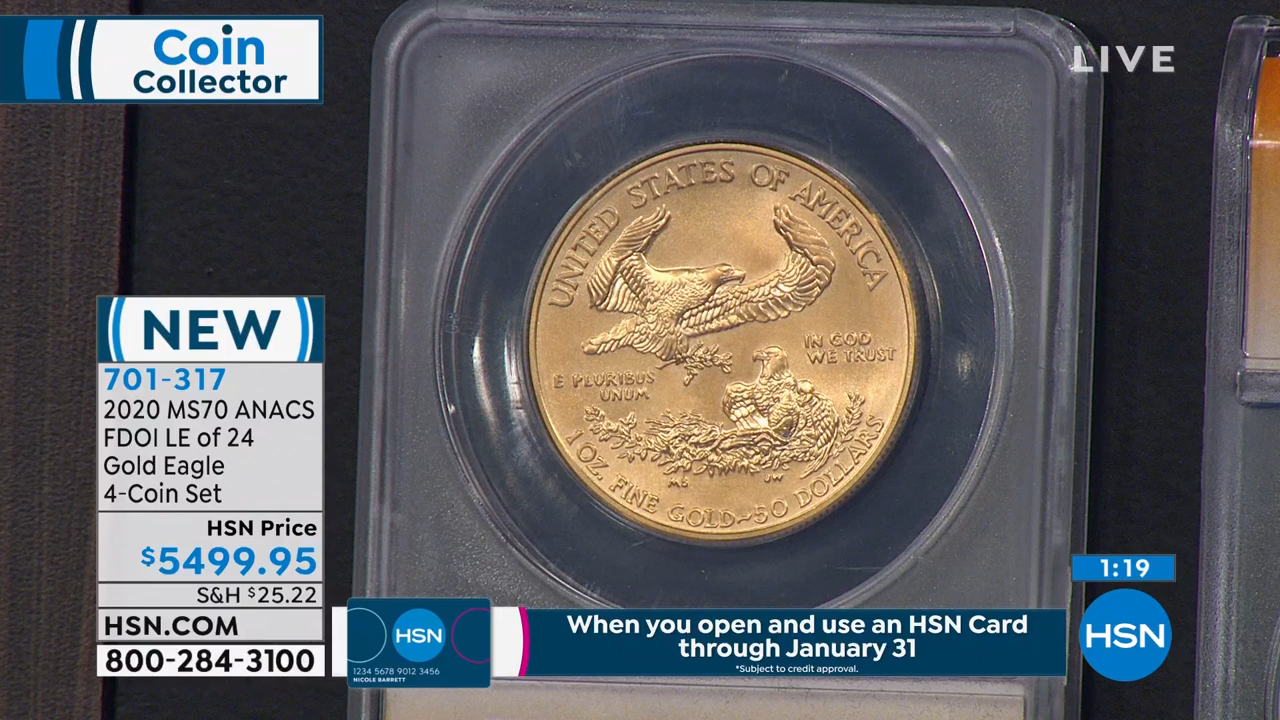 Coin
Collector
LIVE
UNITED STATES OF AMERICA
IN GOD
WE TRUST
E PLURIBUS
UNUM
MG JW
1 OZ. FINE GOLD~50 DOLLARS
NEW
701-317
2020 MS70 ANACS
FDOI LE of 24
Gold Eagle
4-Coin Set
HSN Price
$5499.95
S&H $25.22
HSN.COM
800-284-3100
HSN
1234 5678 9012 3456
NICOLE BARRETT
When you open and use an HSN Card
through January 31
*Subject to credit approval.
1:19
HSN